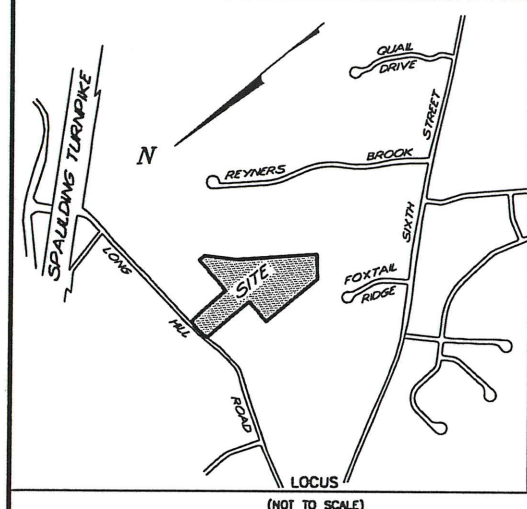 QUAIL
DRIVE
STREET
SPAULDING TURNPIKE
N
REYNERS BROOK
SIXTH
LONG
SITE
FOXTAIL
RIDGE
HILL
ROAD
LOCUS
(NOT TO SCALE)